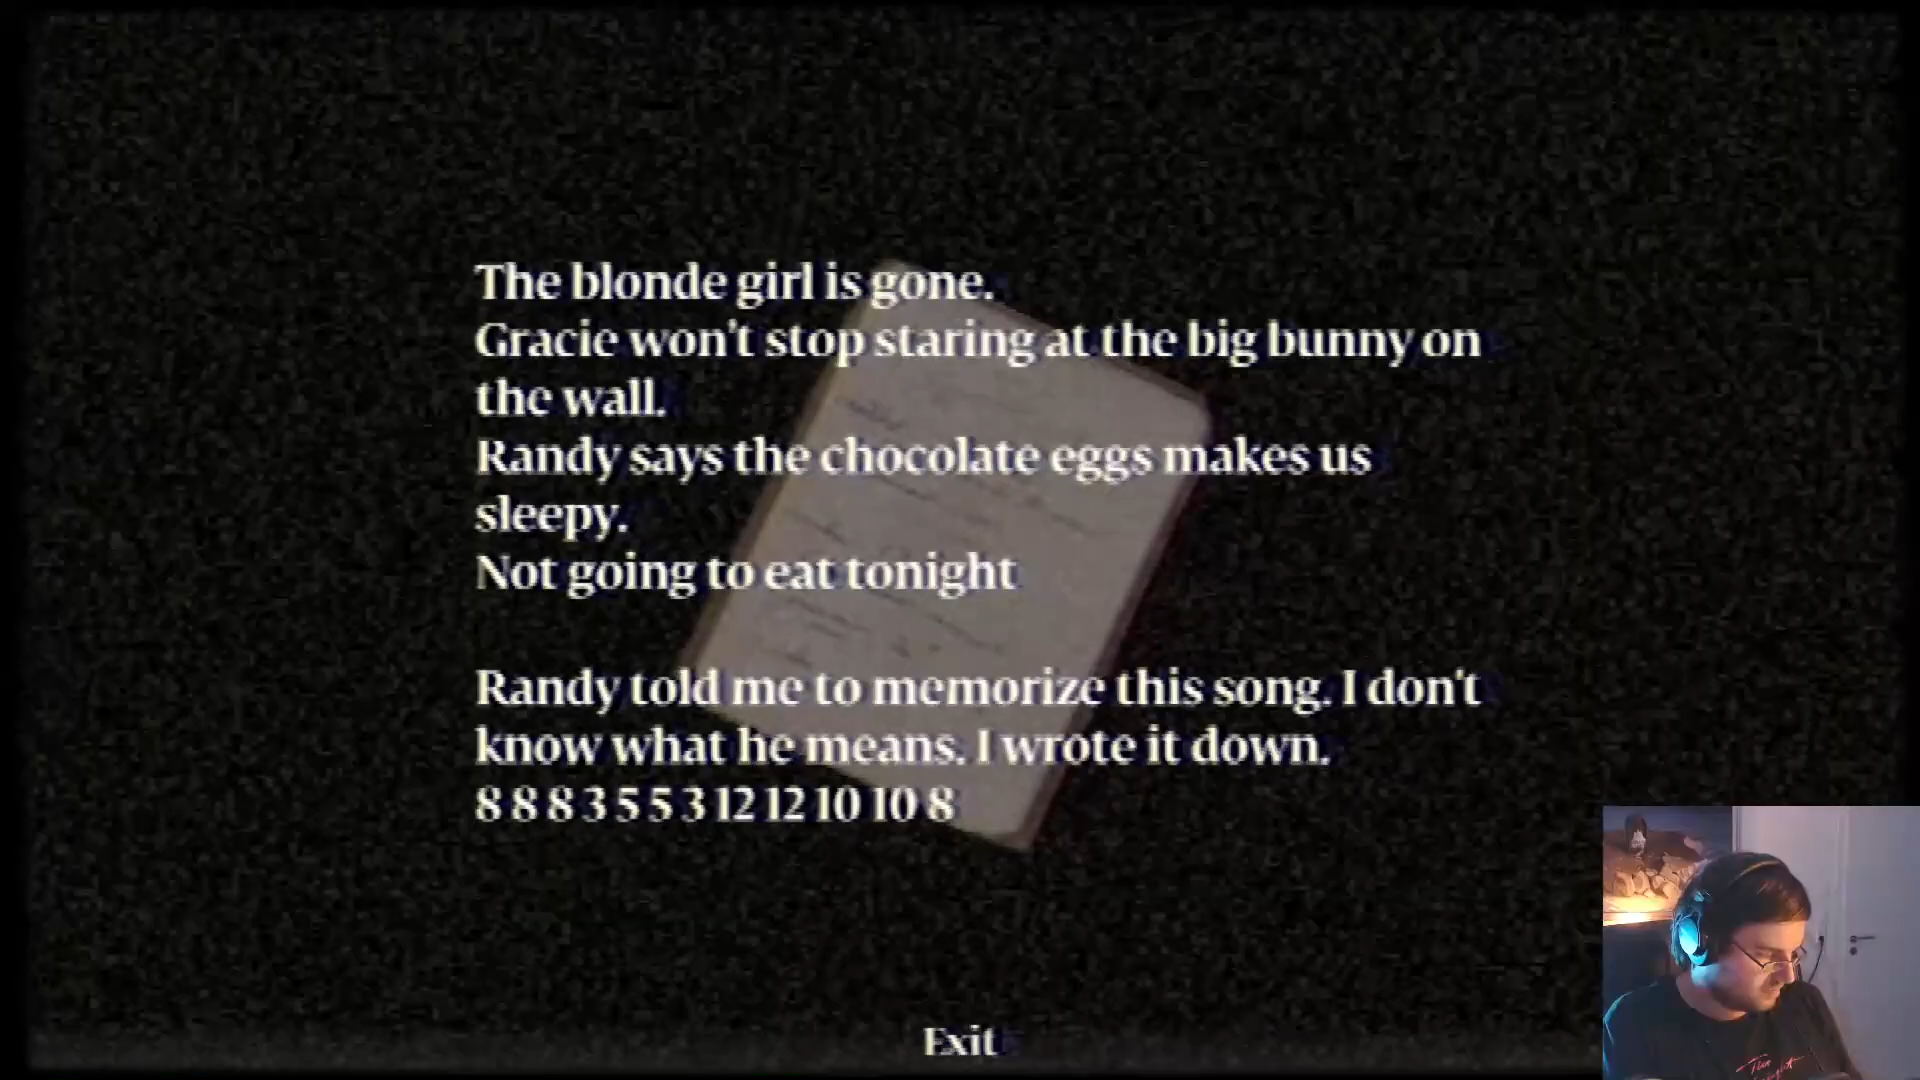 The blonde girl is gone.
Gracie won't stop staring at the big bunny on
the wall.
Randy says the chocolate eggs makes us
sleepy.
Not going to eat tonight
Randy told me to memorize this song. I don't
know what he means. I wrote it down.
8 8 8 3 5 5 3 12 12 10 10 8
Exit